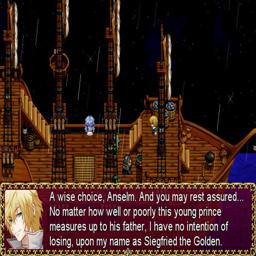 A wise choice, Anselm. And you may rest assured...
No matter how well or poorly this young prince
measures up to his father, I have no intention of
losing, upon my name as Siegfried the Golden.